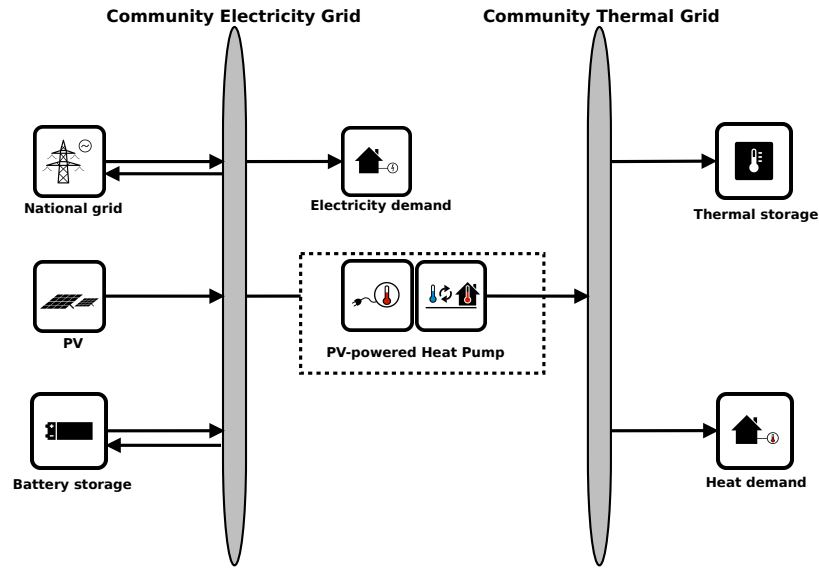 Community Electricity Grid
Community Thermal Grid
National grid
Electricity demand
Thermal storage
PV
PV-powered Heat Pump
Battery storage
Heat demand